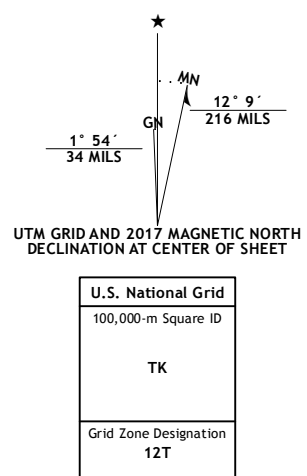 ★
MN
GN
12° 9´
216 MILS
1° 54´
34 MILS
UTM GRID AND 2017 MAGNETIC NORTH
DECLINATION AT CENTER OF SHEET
U.S. National Grid
100,000-m Square ID
TK
Grid Zone Designation
12T